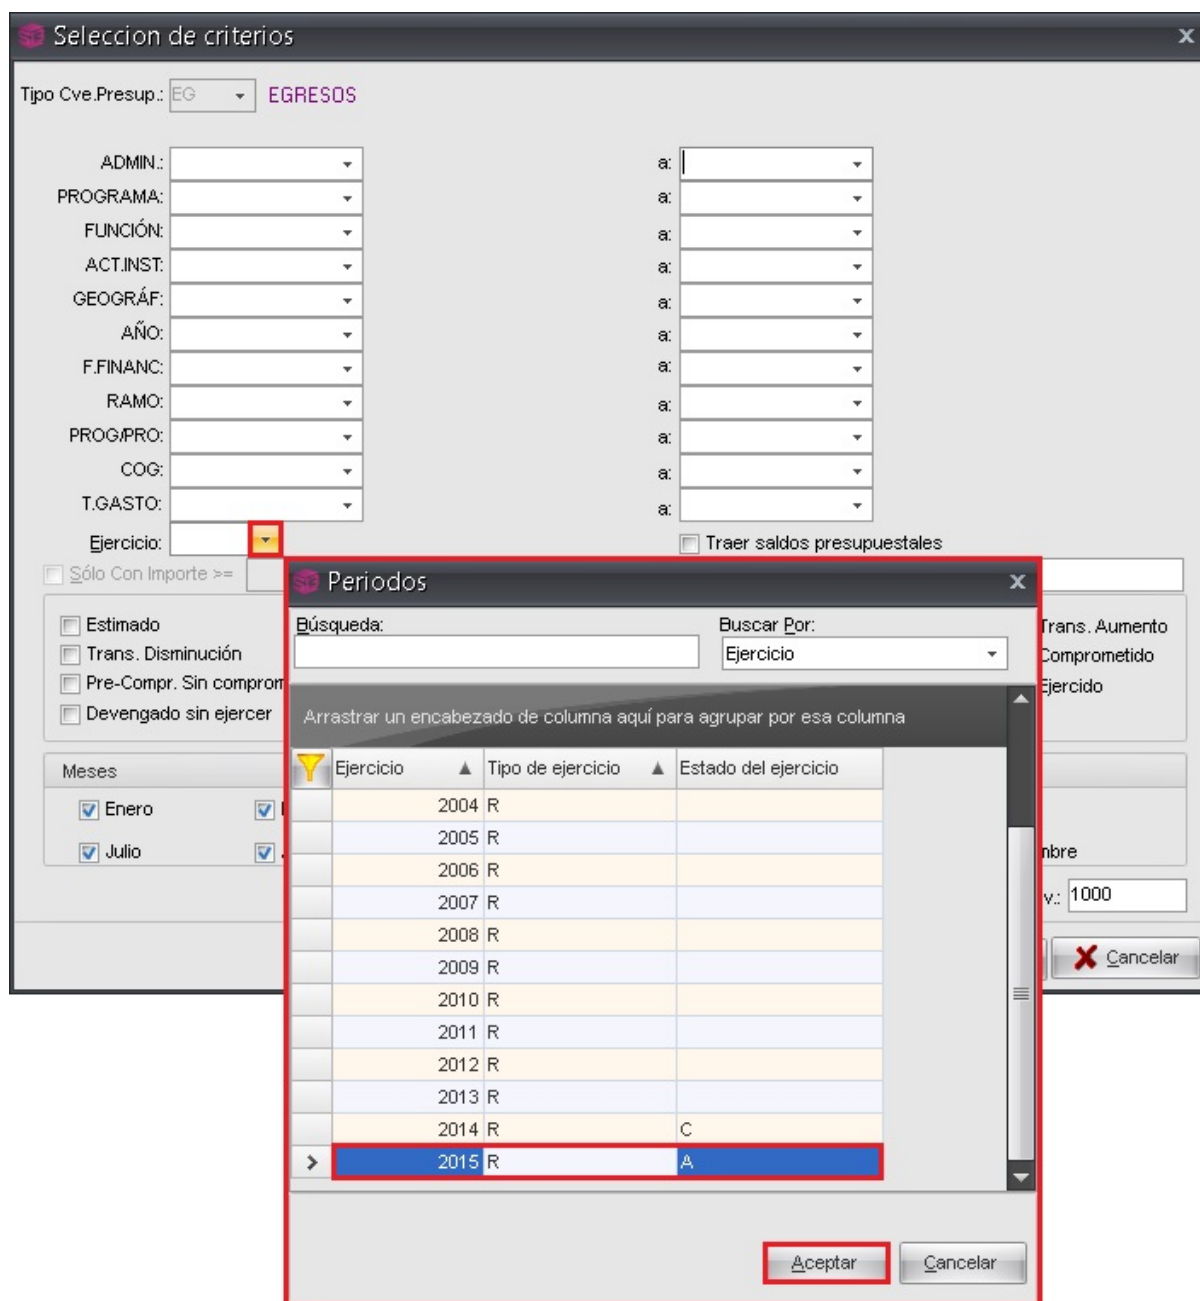 Seleccion de criterios
Tipo Cve.Presup.: EG EGRESOS
ADMIN.: a:
PROGRAMA: a:
FUNCIÓN: a:
ACT.INST: a:
GEOGRÁF: a:
AÑO: a:
F.FINANC: a:
RAMO: a:
PROG/PRO: a:
COG: a:
T.GASTO: a:
Ejercicio: Traer saldos presupuestales
Sólo Con Importe >=
Estimado
Trans. Disminución
Pre-Compr. Sin comprom
Devengado sin ejercer
Trans. Aumento
Comprometido
Ejercido
Meses
Enero
Julio
mbre
v.: 1000
Cancelar
Periodos
Búsqueda: Buscar Por:
Ejercicio
Arrastrar un encabezado de columna aquí para agrupar por esa columna
Ejercicio Tipo de ejercicio Estado del ejercicio
2004 R
2005 R
2006 R
2007 R
2008 R
2009 R
2010 R
2011 R
2012 R
2013 R
2014 R C
2015 R A
Aceptar Cancelar